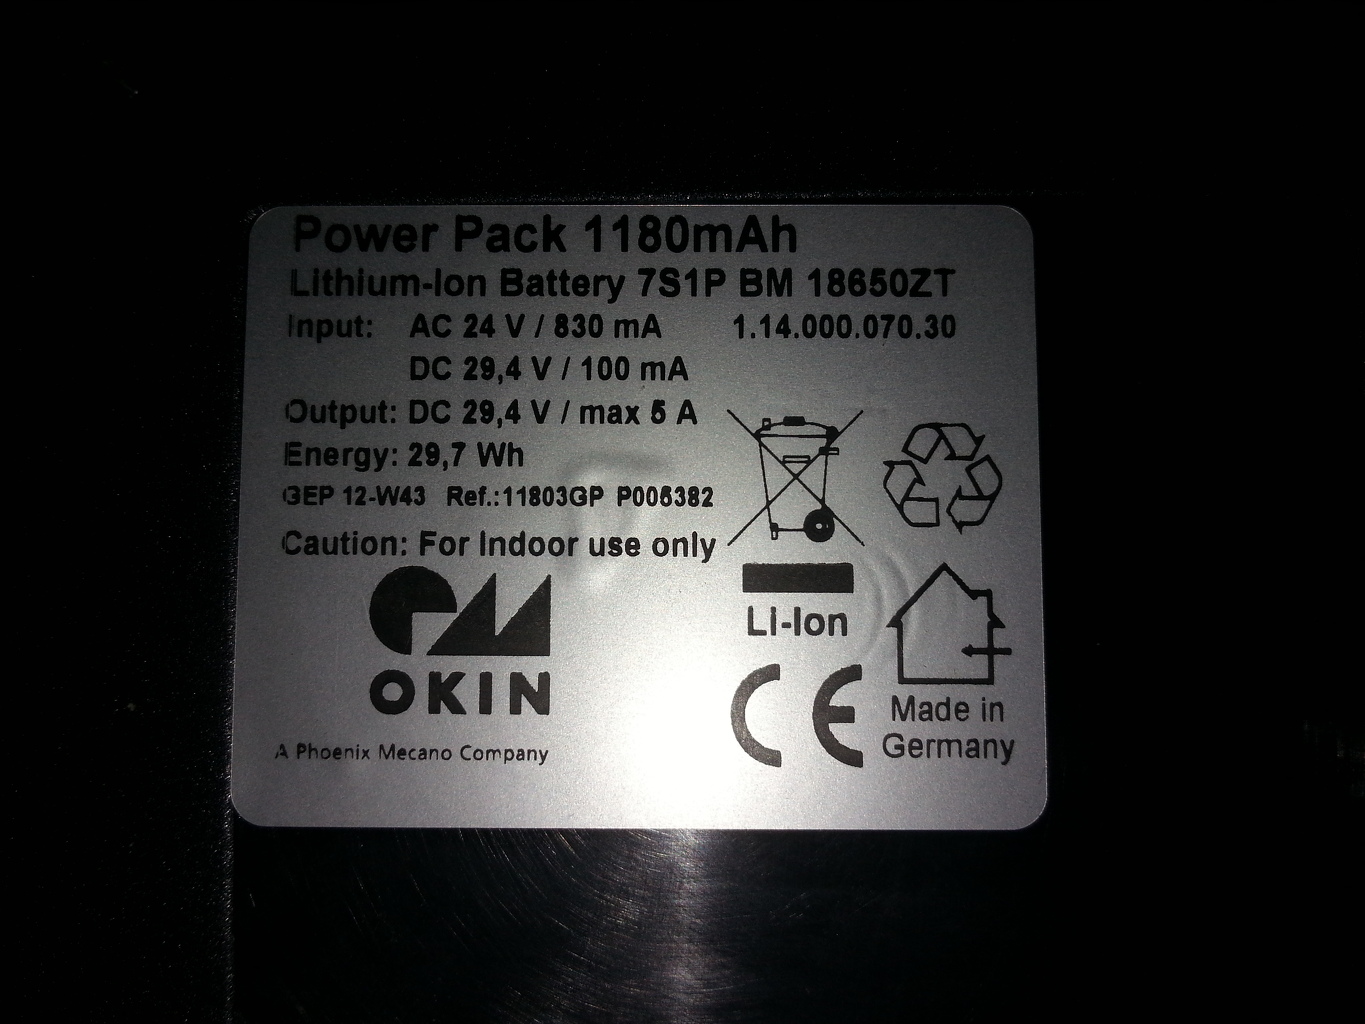 Power Pack 1180mAh
Lithium-Ion Battery 7S1P BM 18650ZT
Input: AC 24 V / 830 mA 1.14.000.070.30
DC 29,4 V / 100 mA
Output: DC 29,4 V / max 5 A
Energy: 29,7 Wh
GEP 12-W43 Ref.:11803GP P005382
Caution: For Indoor use only
Li-Ion
OKIN
CE
Made in
Germany
A Phoenix Mecano Company